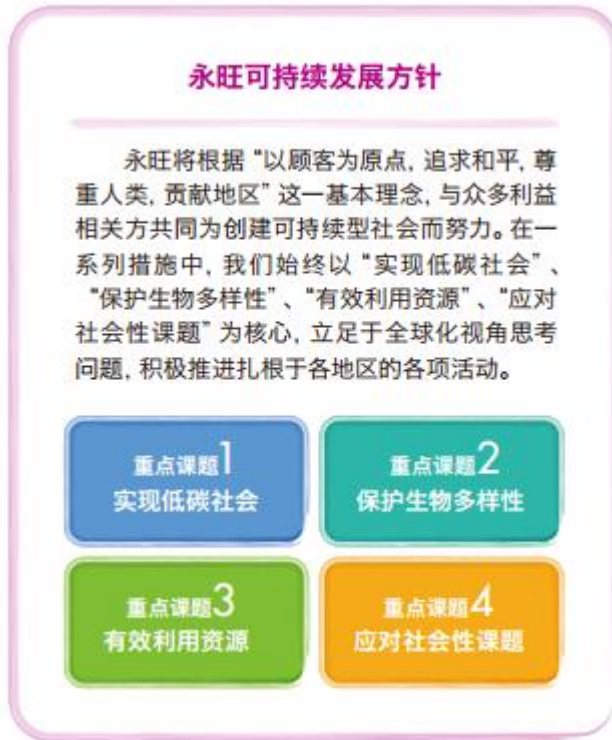 永旺可持续发展方针
永旺将根据“以顾客为原点, 追求和平, 尊
重人类, 贡献地区”这一基本理念, 与众多利益
相关方共同为创建可持续型社会而努力。在一
系列措施中, 我们始终以“实现低碳社会”、
“保护生物多样性”、“有效利用资源”、“应对
社会性课题”为核心, 立足于全球化视角思考
问题, 积极推进扎根于各地区的各项活动。
重点课题1
实现低碳社会
重点课题2
保护生物多样性
重点课题3
有效利用资源
重点课题4
应对社会性课题